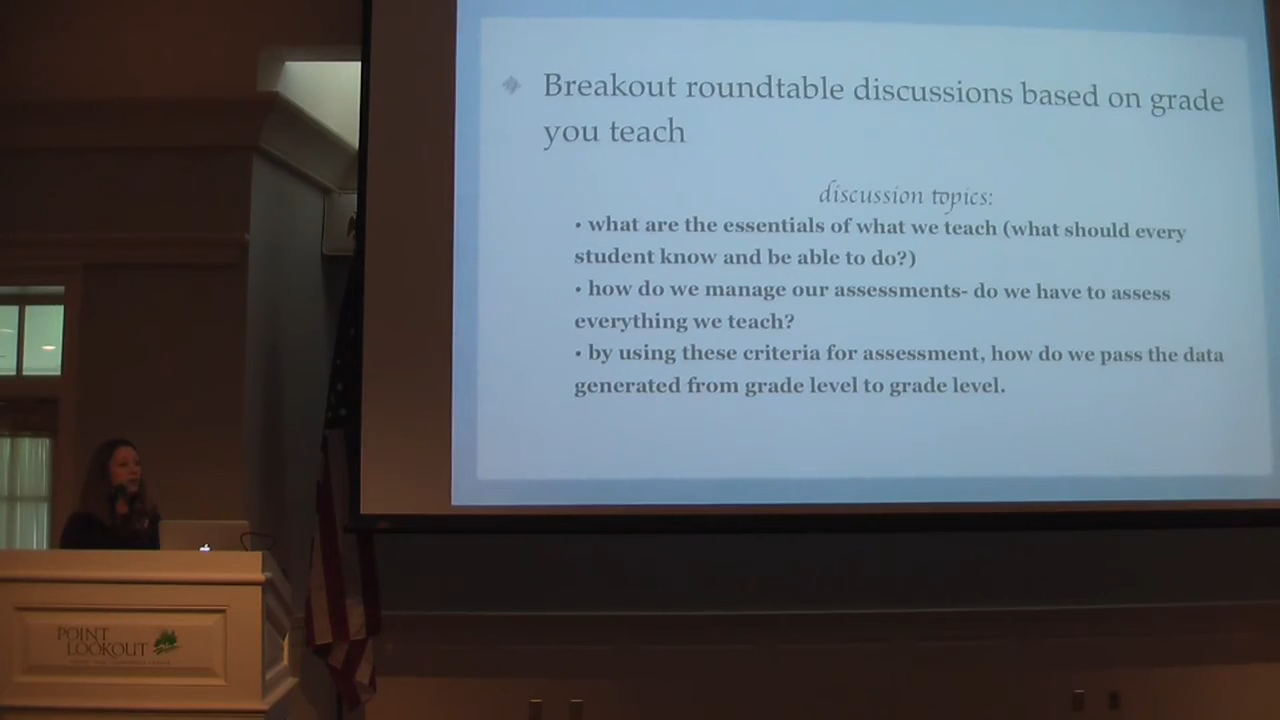 Breakout roundtable discussions based on grade
you teach
discussion topics:
• what are the essentials of what we teach (what should every
student know and be able to do?)
• how do we manage our assessments- do we have to assess
everything we teach?
• by using these criteria for assessment, how do we pass the data
generated from grade level to grade level.
POINT
LOOKOUT